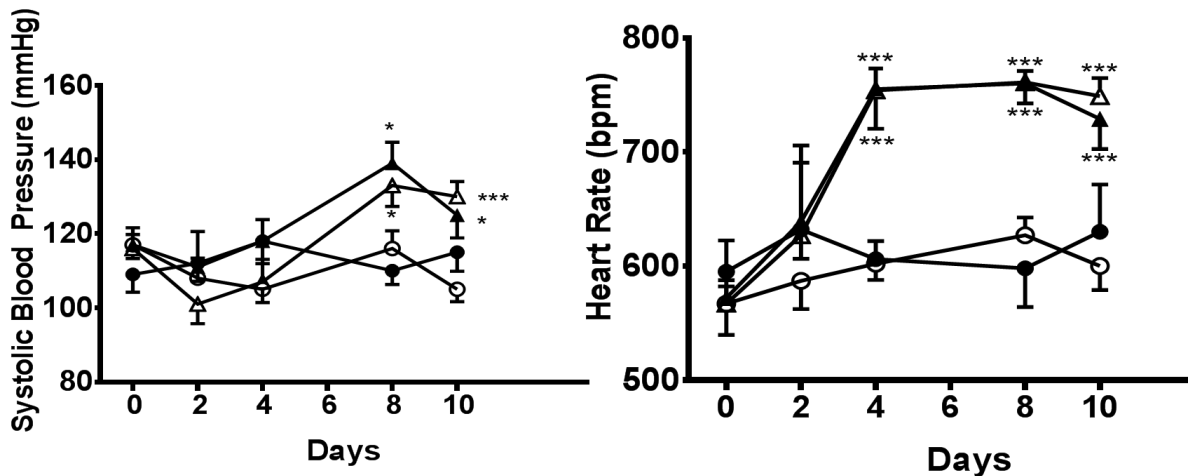 Systolic Blood Pressure (mmHg)
160
140
120
100
80
0 2 4 6 8 10
Days
*
*
***
*
Heart Rate (bpm)
800
700
600
500
0 2 4 6 8 10
Days
*** *** ***
*** *** ***